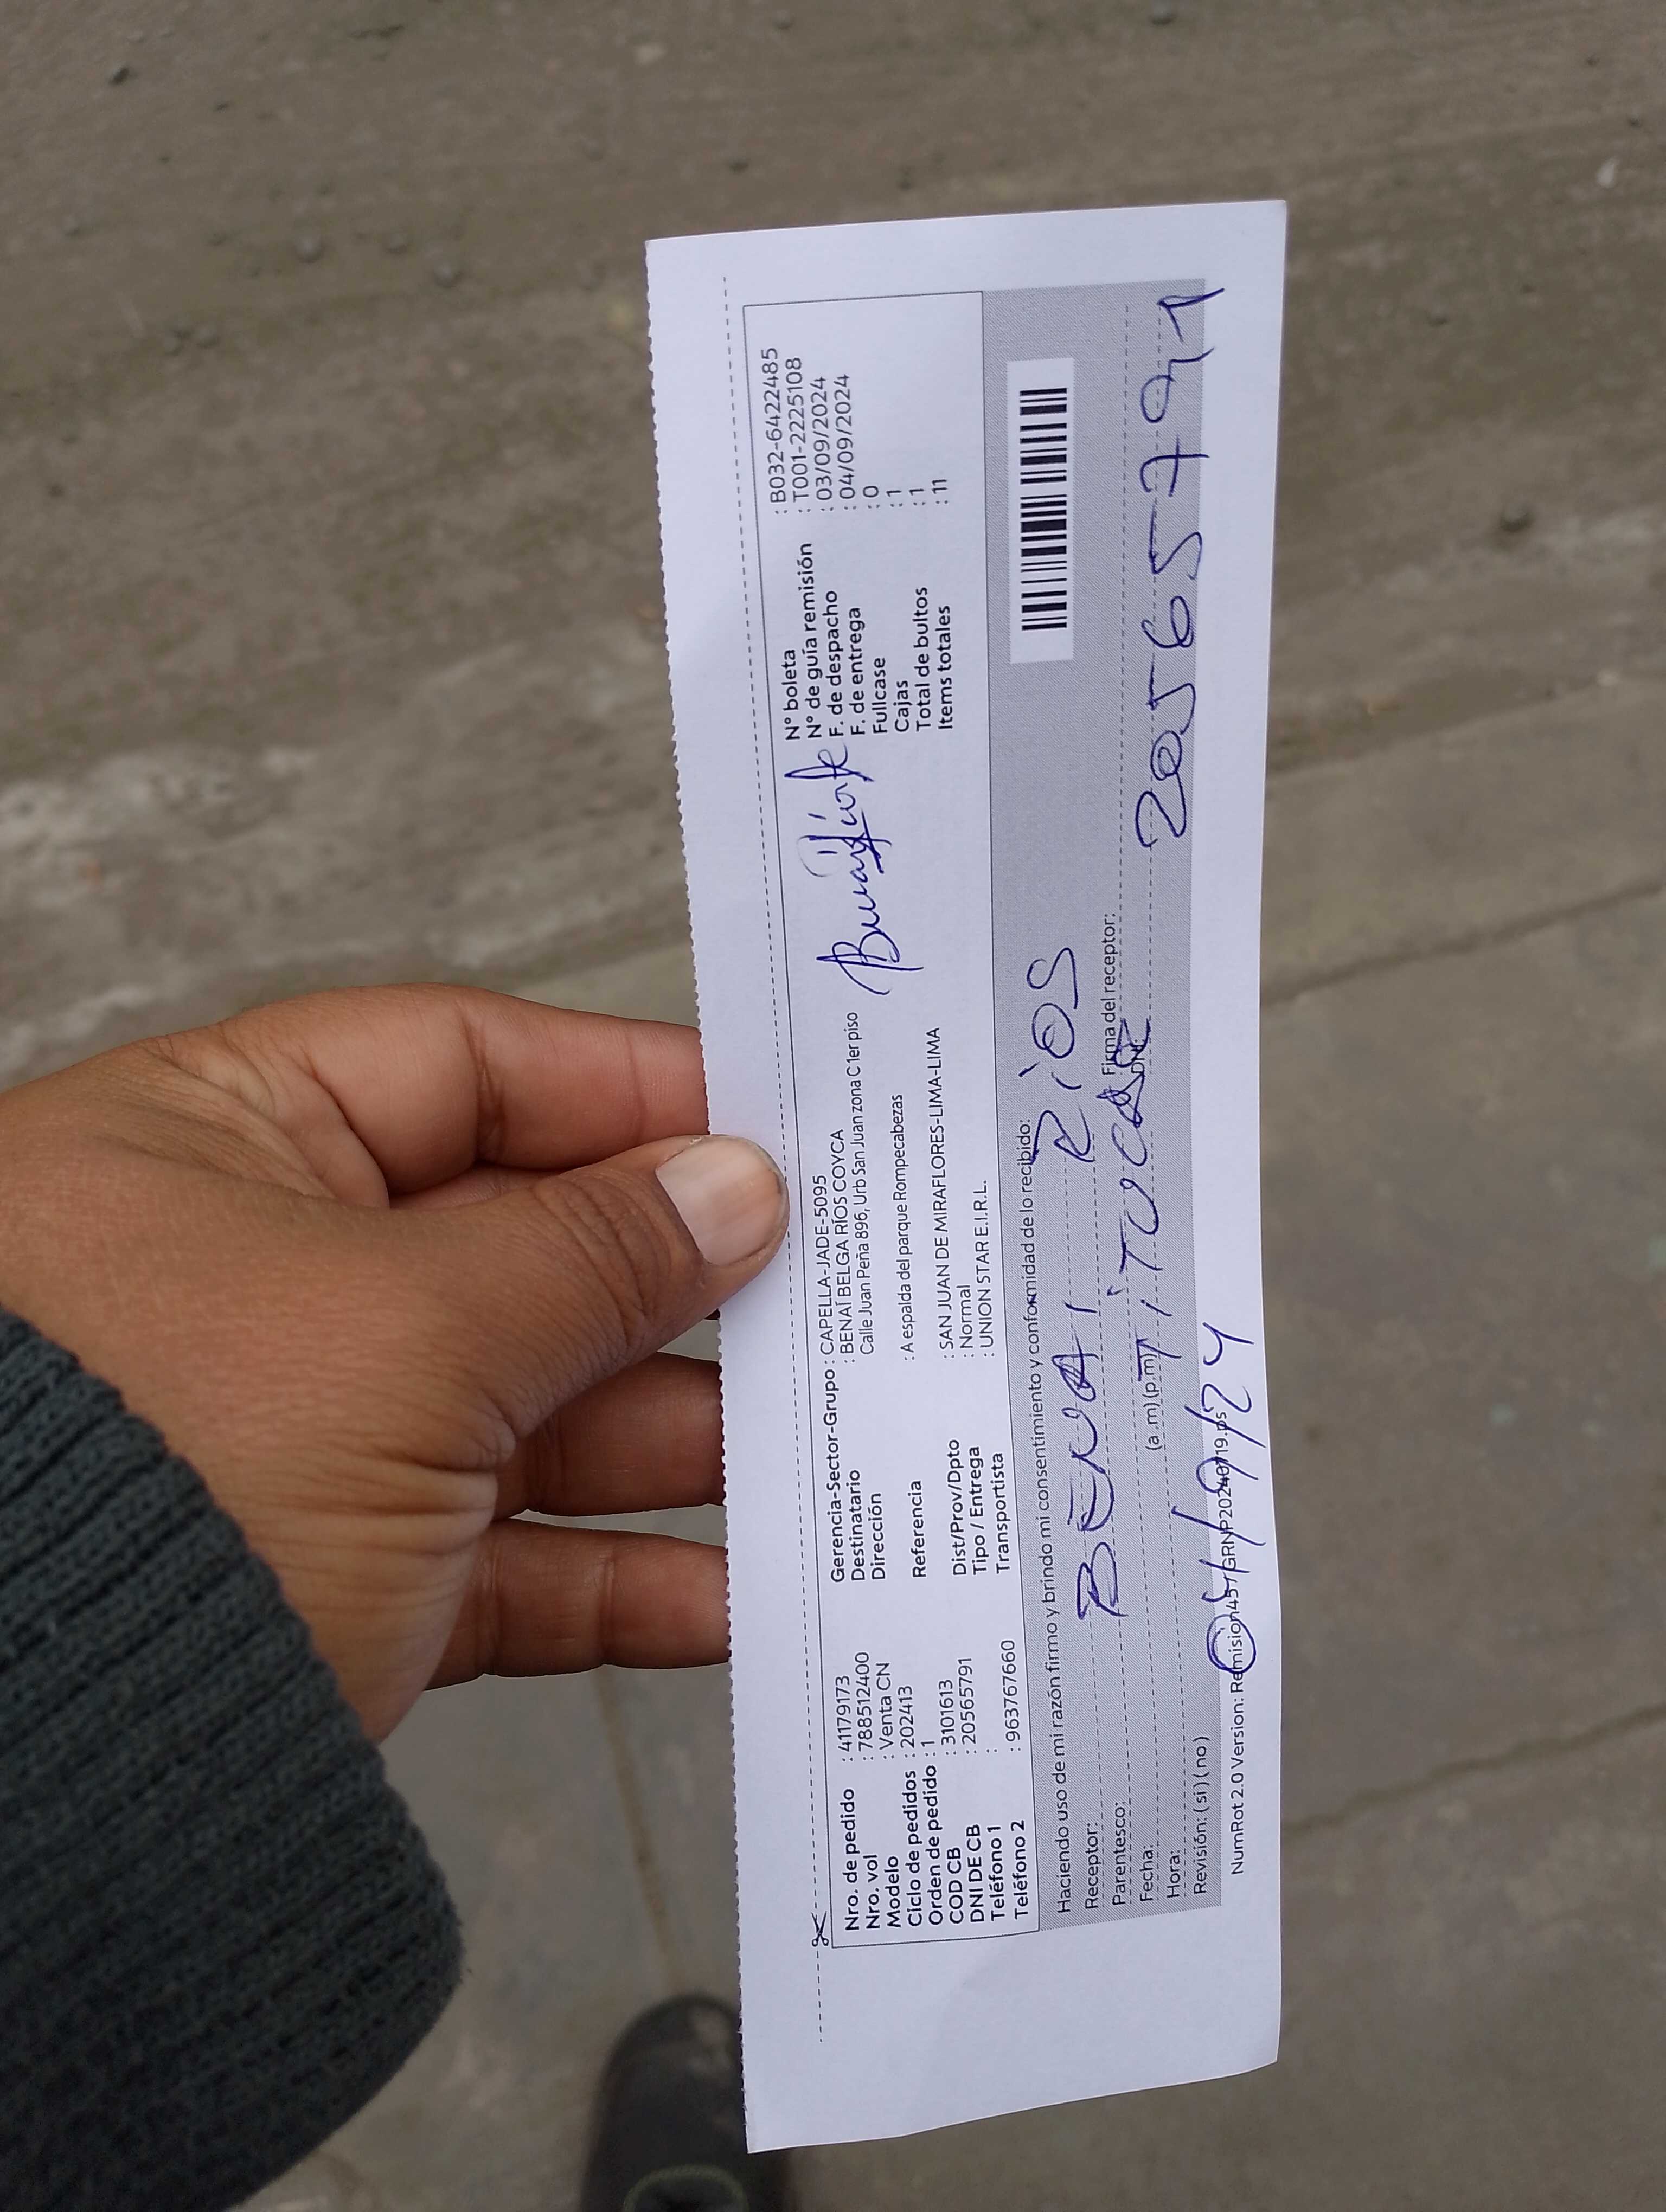 Nro. de pedido : 41179173
Nro. vol : 788512400
Modelo : Venta CN
Ciclo de pedidos : 202413
Orden de pedido : 1
COD CB : 3101613
DNI DE CB : 20565791
Teléfono 1 :
Teléfono 2 : 963767660
Gerencia-Sector-Grupo : CAPELLA-JADE-5095
Destinatario : BENAÍ BELGA RÍOS COYCA
Dirección Calle Juan Peña 896, Urb San Juan zona C 1er piso
Referencia : A espalda del parque Rompecabezas
Dist/Prov/Dpto : SAN JUAN DE MIRAFLORES-LIMA-LIMA
Tipo / Entrega : Normal
Transportista : UNION STAR E.I.R.L.
N° boleta : B032-6422485
N° de guía remisión : T001-2225108
F. de despacho : 03/09/2024
F. de entrega : 04/09/2024
Fullcase : 0
Cajas : 1
Total de bultos : 1
Items totales : 11
Haciendo uso de mi razón firmo y brindo mi consentimiento y conformidad de lo recibido:
Receptor: BENAI RiOS
Parentesco: TiTUCAR Firma del receptor:
Fecha: DNI: 20565791
Hora: (a .m) (p.m)
Revisión: ( si ) ( no ) 04/9/24
NumRot 2.0 Version: Remision451GRNP20240719.ps